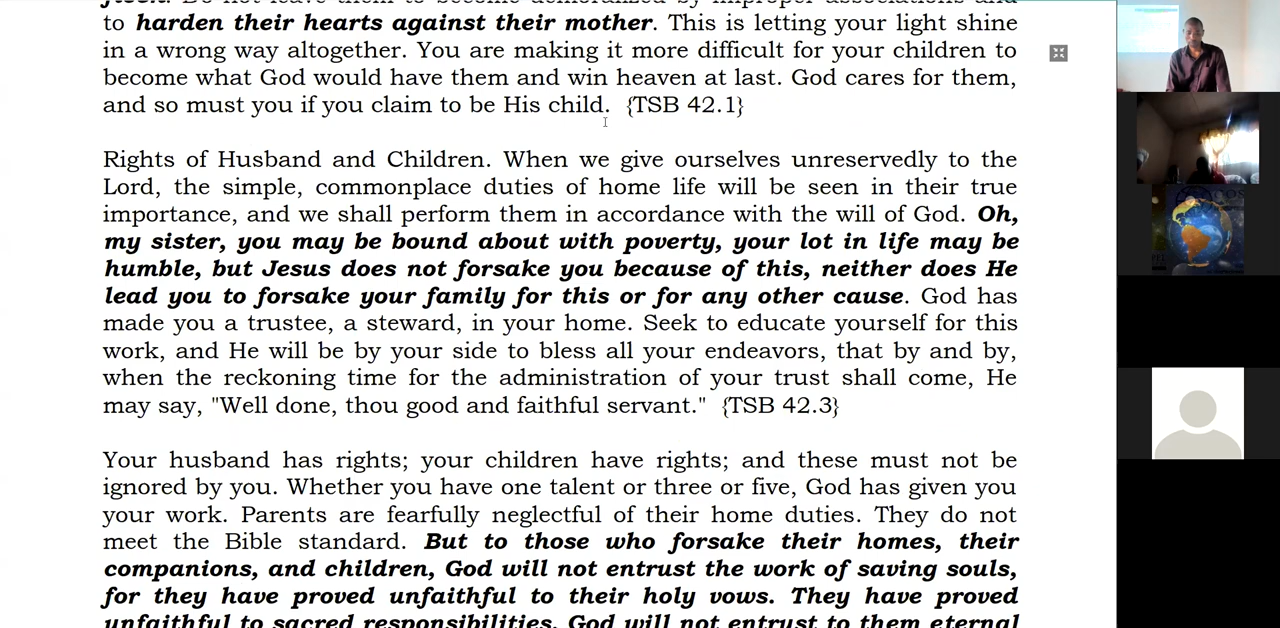 to harden their hearts against their mother. This is letting your light shine
in a wrong way altogether. You are making it more difficult for your children to
become what God would have them and win heaven at last. God cares for them,
and so must you if you claim to be His child. {TSB 42.1}
Rights of Husband and Children. When we give ourselves unreservedly to the
Lord, the simple, commonplace duties of home life will be seen in their true
importance, and we shall perform them in accordance with the will of God. Oh,
my sister, you may be bound about with poverty, your lot in life may be
humble, but Jesus does not forsake you because of this, neither does He
lead you to forsake your family for this or for any other cause. God has
made you a trustee, a steward, in your home. Seek to educate yourself for this
work, and He will be by your side to bless all your endeavors, that by and by,
when the reckoning time for the administration of your trust shall come, He
may say, "Well done, thou good and faithful servant." {TSB 42.3}
Your husband has rights; your children have rights; and these must not be
ignored by you. Whether you have one talent or three or five, God has given you
your work. Parents are fearfully neglectful of their home duties. They do not
meet the Bible standard. But to those who forsake their homes, their
companions, and children, God will not entrust the work of saving souls,
for they have proved unfaithful to their holy vows. They have proved
unfaithful to sacred responsibilities. God will not entrust to them eternal